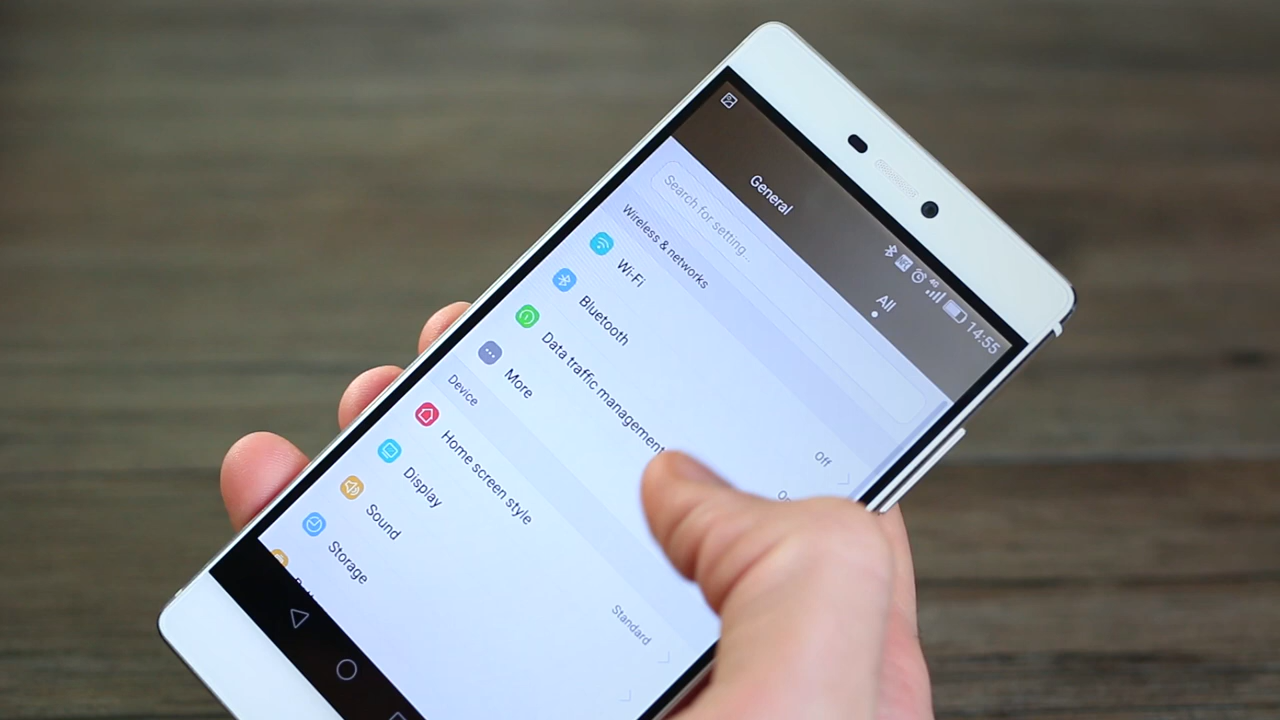 14:55
General
All
Search for setting...
Wireless & networks
Wi-Fi
Off
Bluetooth
Data traffic management
More
Device
Home screen style
Standard
Display
Sound
Storage